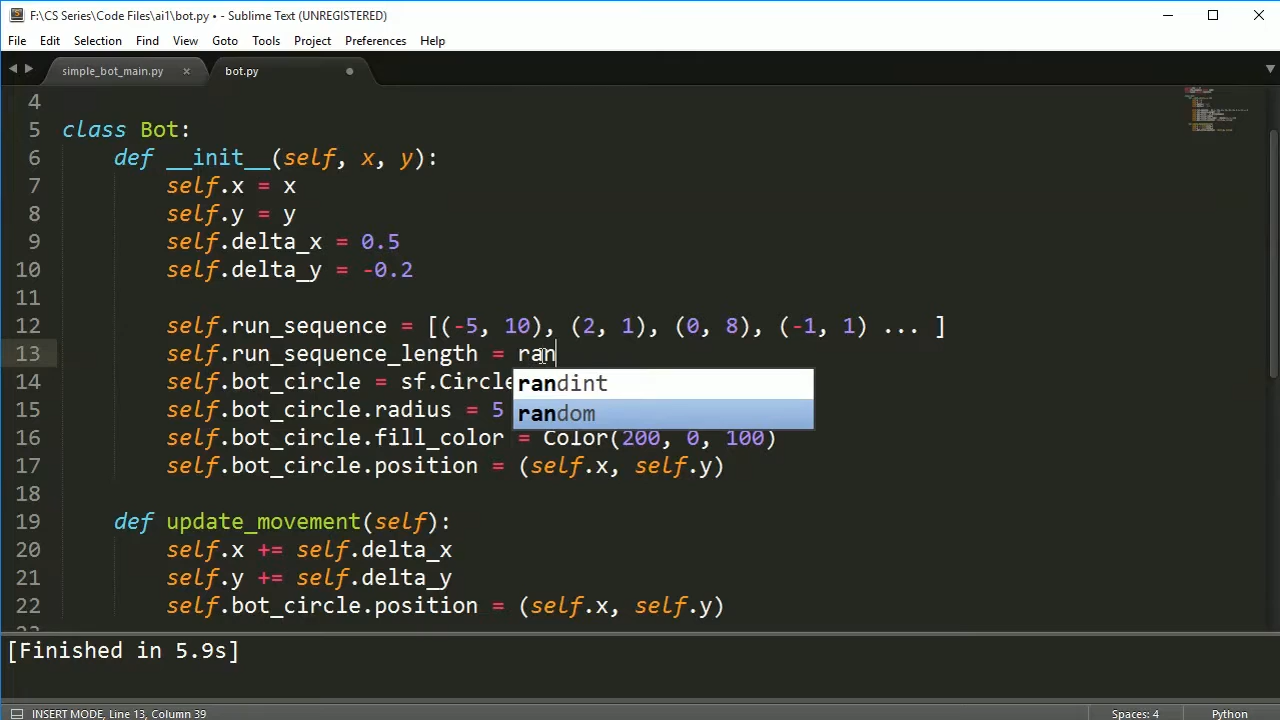 F:\CS Series\Code Files\ai1\bot.py • - Sublime Text (UNREGISTERED)
File Edit Selection Find View Goto Tools Project Preferences Help
simple_bot_main.py × bot.py
4
5 class Bot:
6 def __init__(self, x, y):
7 self.x = x
8 self.y = y
9 self.delta_x = 0.5
10 self.delta_y = -0.2
11
12 self.run_sequence = [(-5, 10), (2, 1), (0, 8), (-1, 1) ... ]
13 self.run_sequence_length = ran
14 self.bot_circle = sf.Circle
randint
15 self.bot_circle.radius = 5
random
16 self.bot_circle.fill_color = Color(200, 0, 100)
17 self.bot_circle.position = (self.x, self.y)
18
19 def update_movement(self):
20 self.x += self.delta_x
21 self.y += self.delta_y
22 self.bot_circle.position = (self.x, self.y)
[Finished in 5.9s]
INSERT MODE, Line 13, Column 39 Spaces: 4 Python